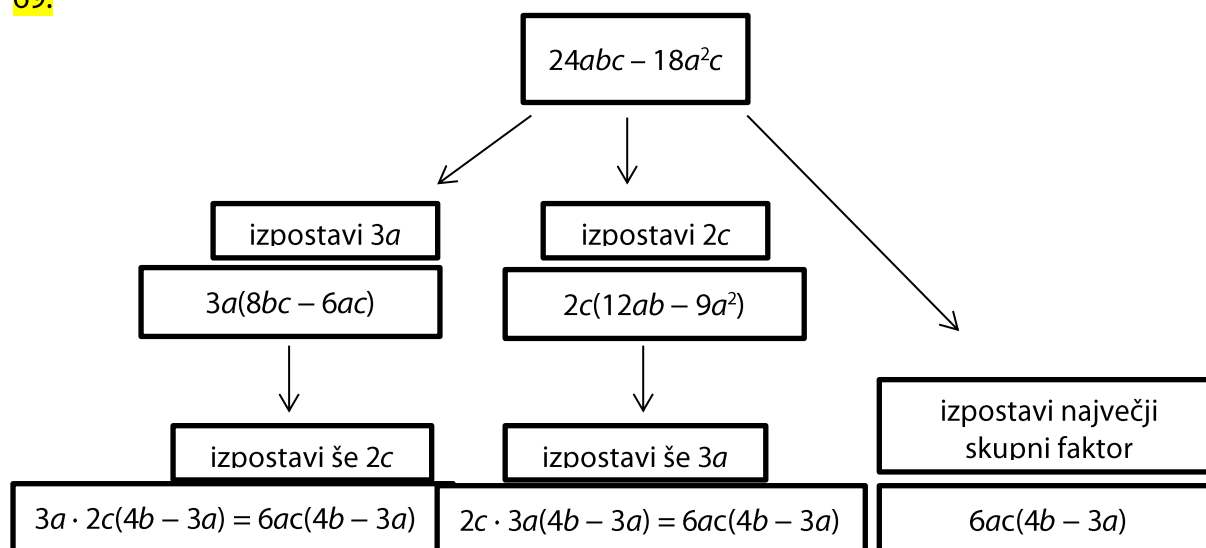 69.
24abc – 18a²c
izpostavi 3a
izpostavi 2c
3a(8bc – 6ac)
2c(12ab – 9a²)
izpostavi največji
skupni faktor
izpostavi še 2c
izpostavi še 3a
3a · 2c(4b – 3a) = 6ac(4b – 3a)
2c · 3a(4b – 3a) = 6ac(4b – 3a)
6ac(4b – 3a)